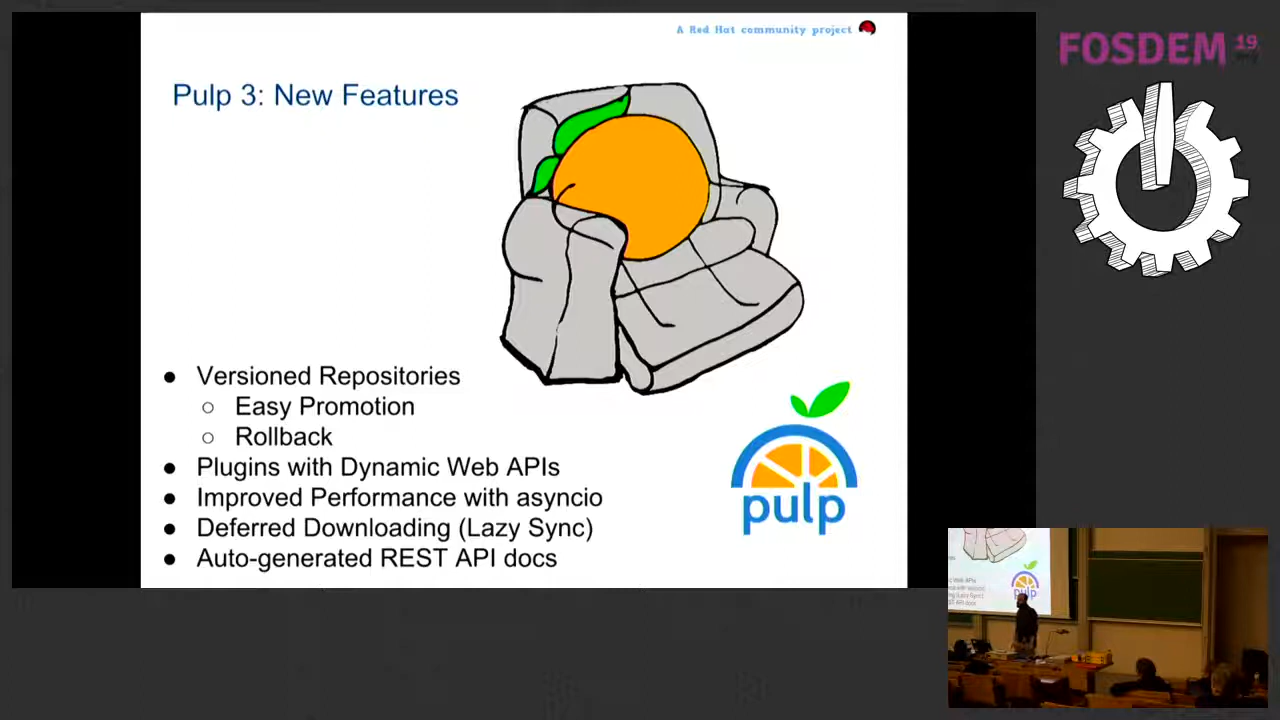 A Red Hat community project
FOSDEM 19
Pulp 3: New Features
● Versioned Repositories
○ Easy Promotion
○ Rollback
● Plugins with Dynamic Web APIs
● Improved Performance with asyncio
● Deferred Downloading (Lazy Sync)
● Auto-generated REST API docs
pulp
pulp